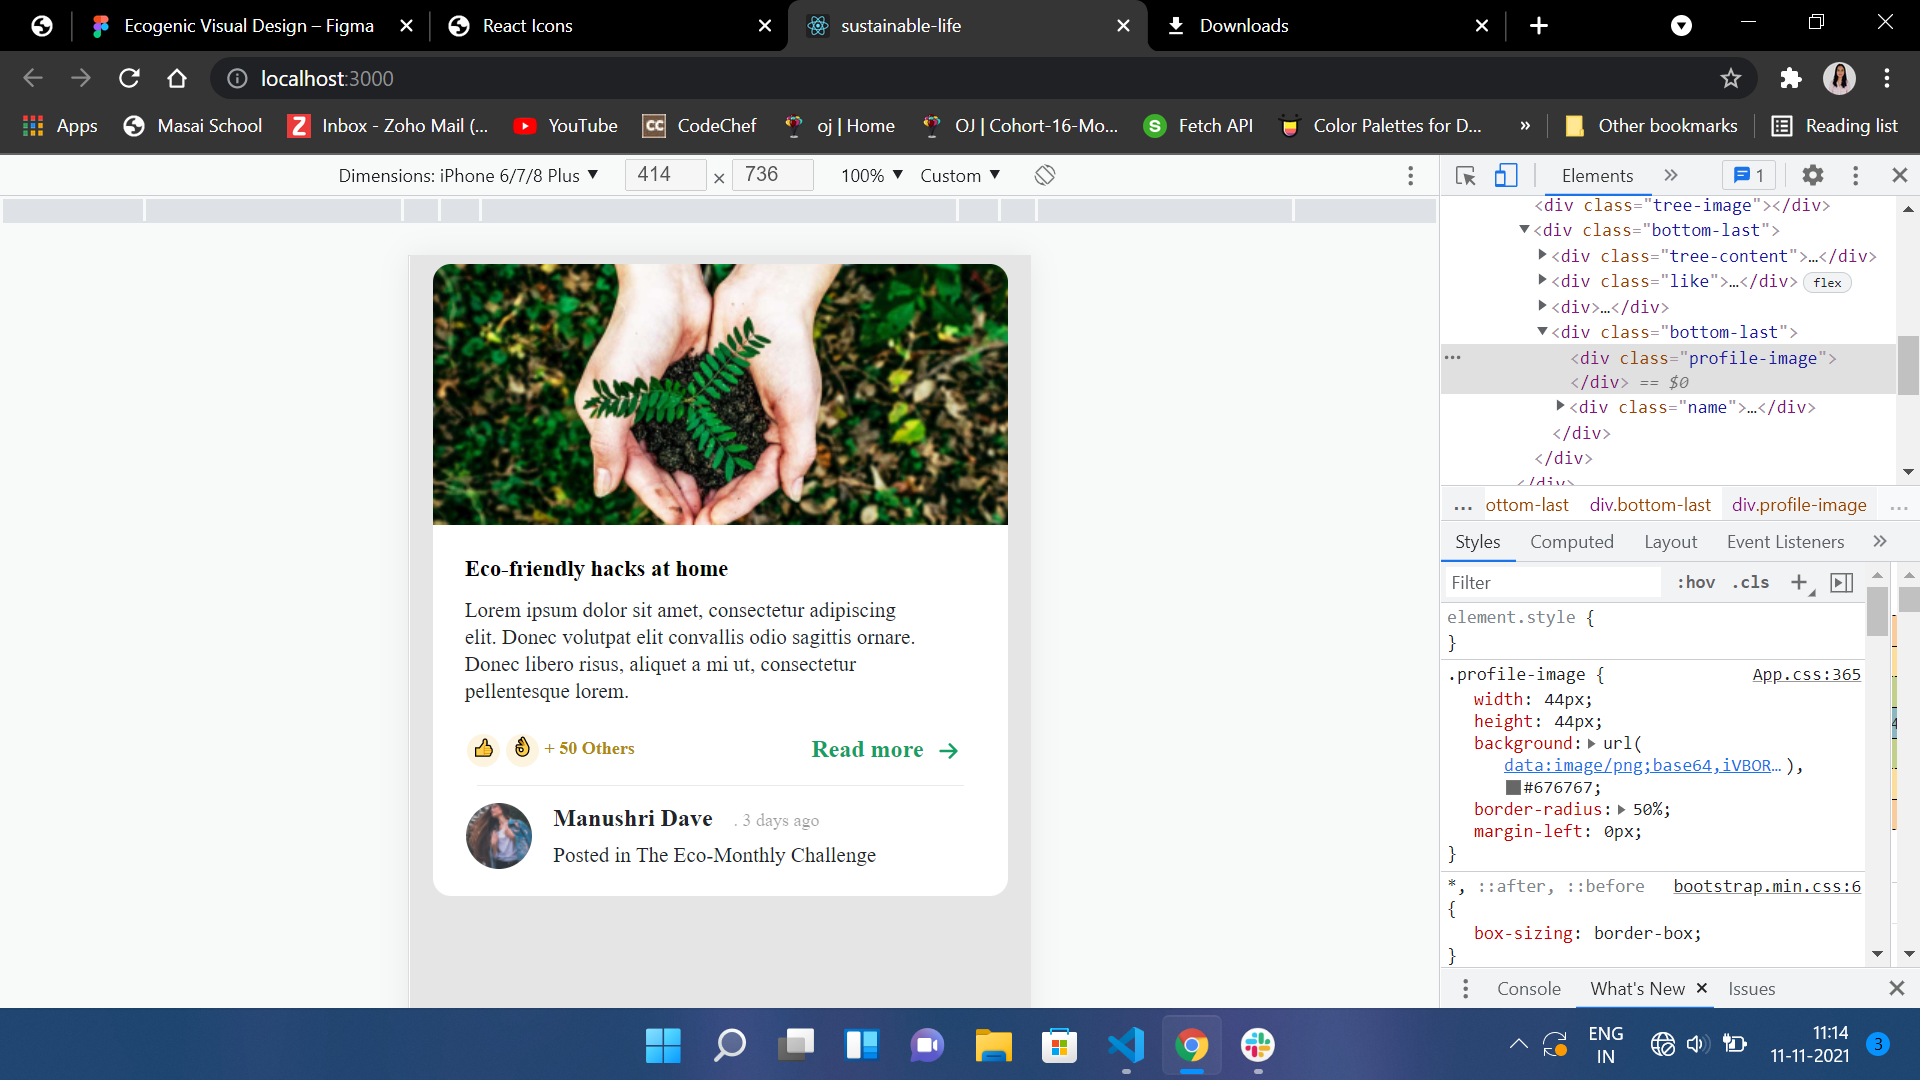 Ecogenic Visual Design – Figma
React Icons
sustainable-life
Downloads
localhost:3000
Apps
Masai School
Inbox - Zoho Mail (...
YouTube
CodeChef
oj | Home
OJ | Cohort-16-Mo...
Fetch API
Color Palettes for D...
»
Other bookmarks
Reading list
Dimensions: iPhone 6/7/8 Plus
414 × 736
100%
Custom
Elements
»
1
<div class="tree-image"></div>
<div class="bottom-last">
<div class="tree-content">…</div>
<div class="like">…</div> flex
<div>…</div>
<div class="bottom-last">
<div class="profile-image">
</div> == $0
<div class="name">…</div>
</div>
</div>
</div>
... ottom-last div.bottom-last div.profile-image ...
Styles Computed Layout Event Listeners »
Filter :hov .cls
element.style {
}
.profile-image { App.css:365
width: 44px;
height: 44px;
background: url(
data:image/png;base64,iVBOR… ),
#676767;
border-radius: 50%;
margin-left: 0px;
}
*, ::after, ::before bootstrap.min.css:6
{
box-sizing: border-box;
}
4
Console What's New Issues
Eco-friendly hacks at home
Lorem ipsum dolor sit amet, consectetur adipiscing
elit. Donec volutpat elit convallis odio sagittis ornare.
Donec libero risus, aliquet a mi ut, consectetur
pellentesque lorem.
+ 50 Others
Read more
Manushri Dave . 3 days ago
Posted in The Eco-Monthly Challenge
ENG
IN
11:14
11-11-2021
3